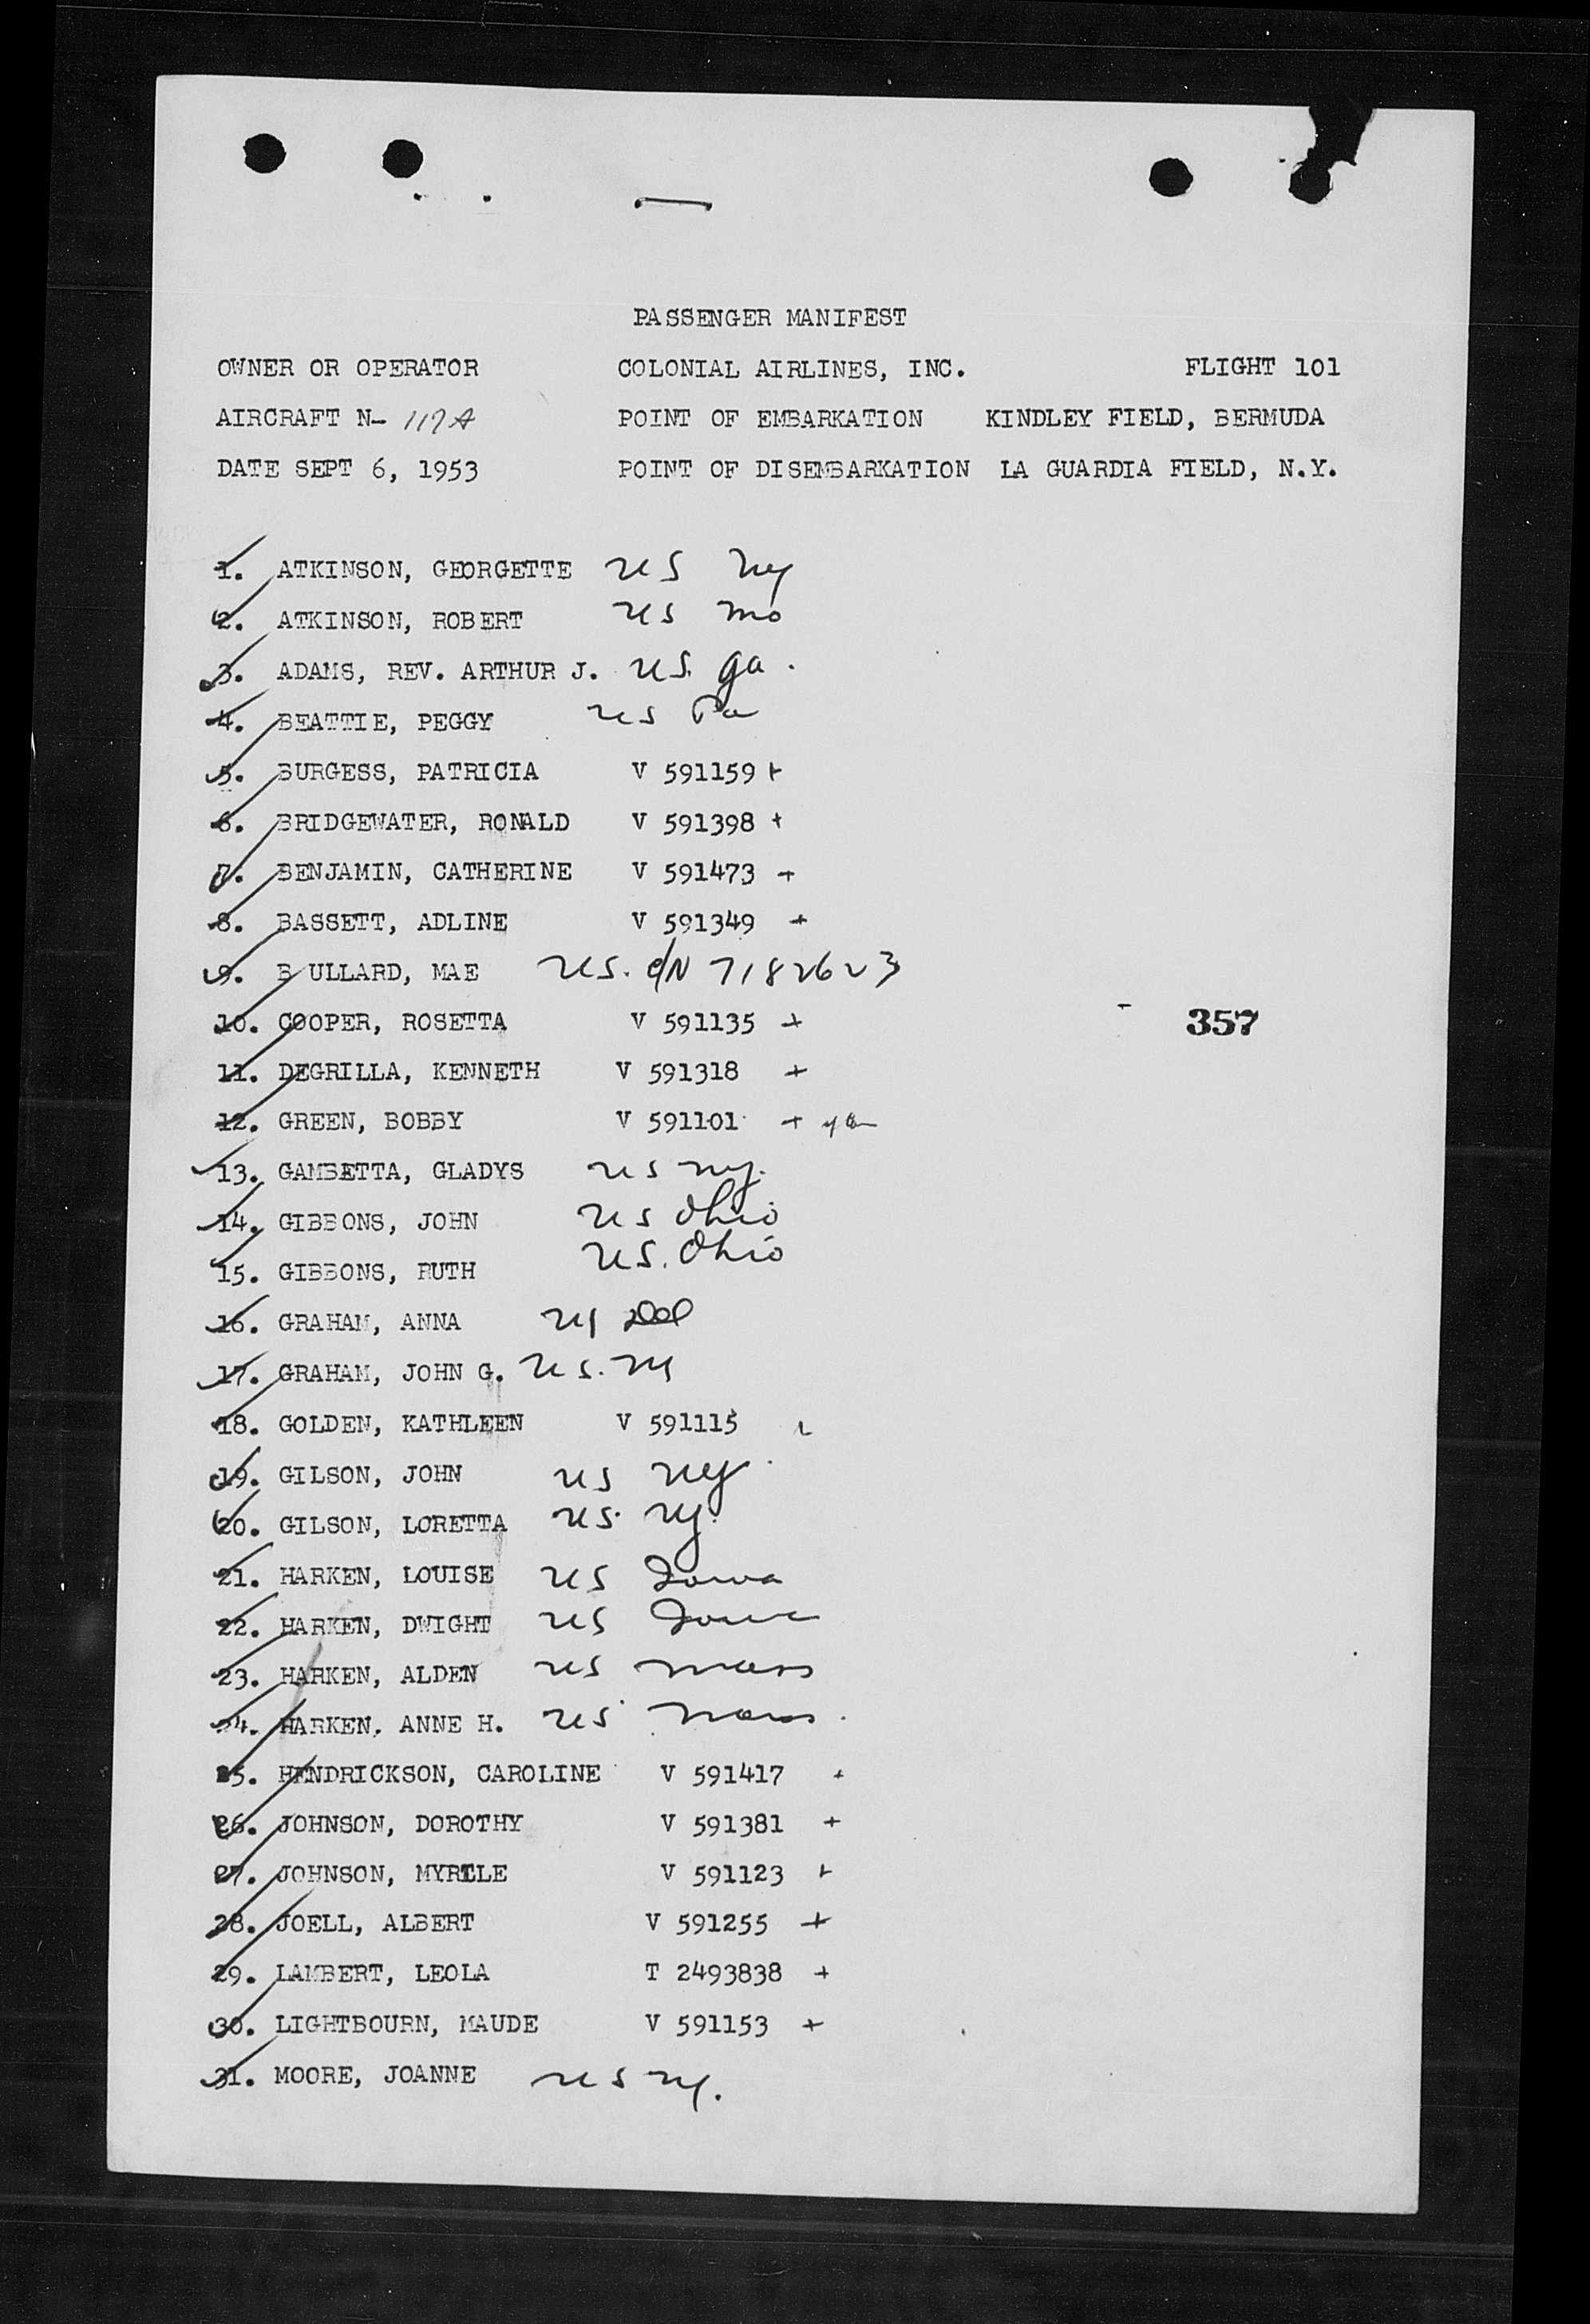 PASSENGER MANIFEST
OWNER OR OPERATOR COLONIAL AIRLINES, INC. FLIGHT 101
AIRCRAFT N- 117A POINT OF EMBARKATION KINDLEY FIELD, BERMUDA
DATE SEPT 6, 1953 POINT OF DISEMBARKATION LA GUARDIA FIELD, N.Y.
1. ATKINSON, GEORGETTE US NY
2. ATKINSON, ROBERT US Mo
3. ADAMS, REV. ARTHUR J. US. Ga.
4. BEATTIE, PEGGY US Pa
5. BURGESS, PATRICIA V 591159 +
6. BRIDGEWATER, RONALD V 591398 +
7. BENJAMIN, CATHERINE V 591473 +
8. BASSETT, ADLINE V 591349 +
9. B ULLARD, MAE US. C/N 7182623
10. COOPER, ROSETTA V 591135 +
357
11. DEGRILLA, KENNETH V 591318 +
12. GREEN, BOBBY V 591101 +
13. GAMBETTA, GLADYS US NY.
14. GIBBONS, JOHN US Ohio
15. GIBBONS, RUTH US. Ohio
16. GRAHAM, ANNA US Del
17. GRAHAM, JOHN G. US. NY
18. GOLDEN, KATHLEEN V 591115
19. GILSON, JOHN US NY.
20. GILSON, LORETTA US. NY.
21. HARKEN, LOUISE US Iowa
22. HARKEN, DWIGHT US Iowa
23. HARKEN, ALDEN US Mass
24. HARKEN, ANNE H. US Mass.
25. HENDRICKSON, CAROLINE V 591417 +
26. JOHNSON, DOROTHY V 591381 +
27. JOHNSON, MYRTLE V 591123 +
28. JOELL, ALBERT V 591255 +
29. LAMBERT, LEOLA T 2493838 +
30. LIGHTBOURN, MAUDE V 591153 +
31. MOORE, JOANNE US NY.